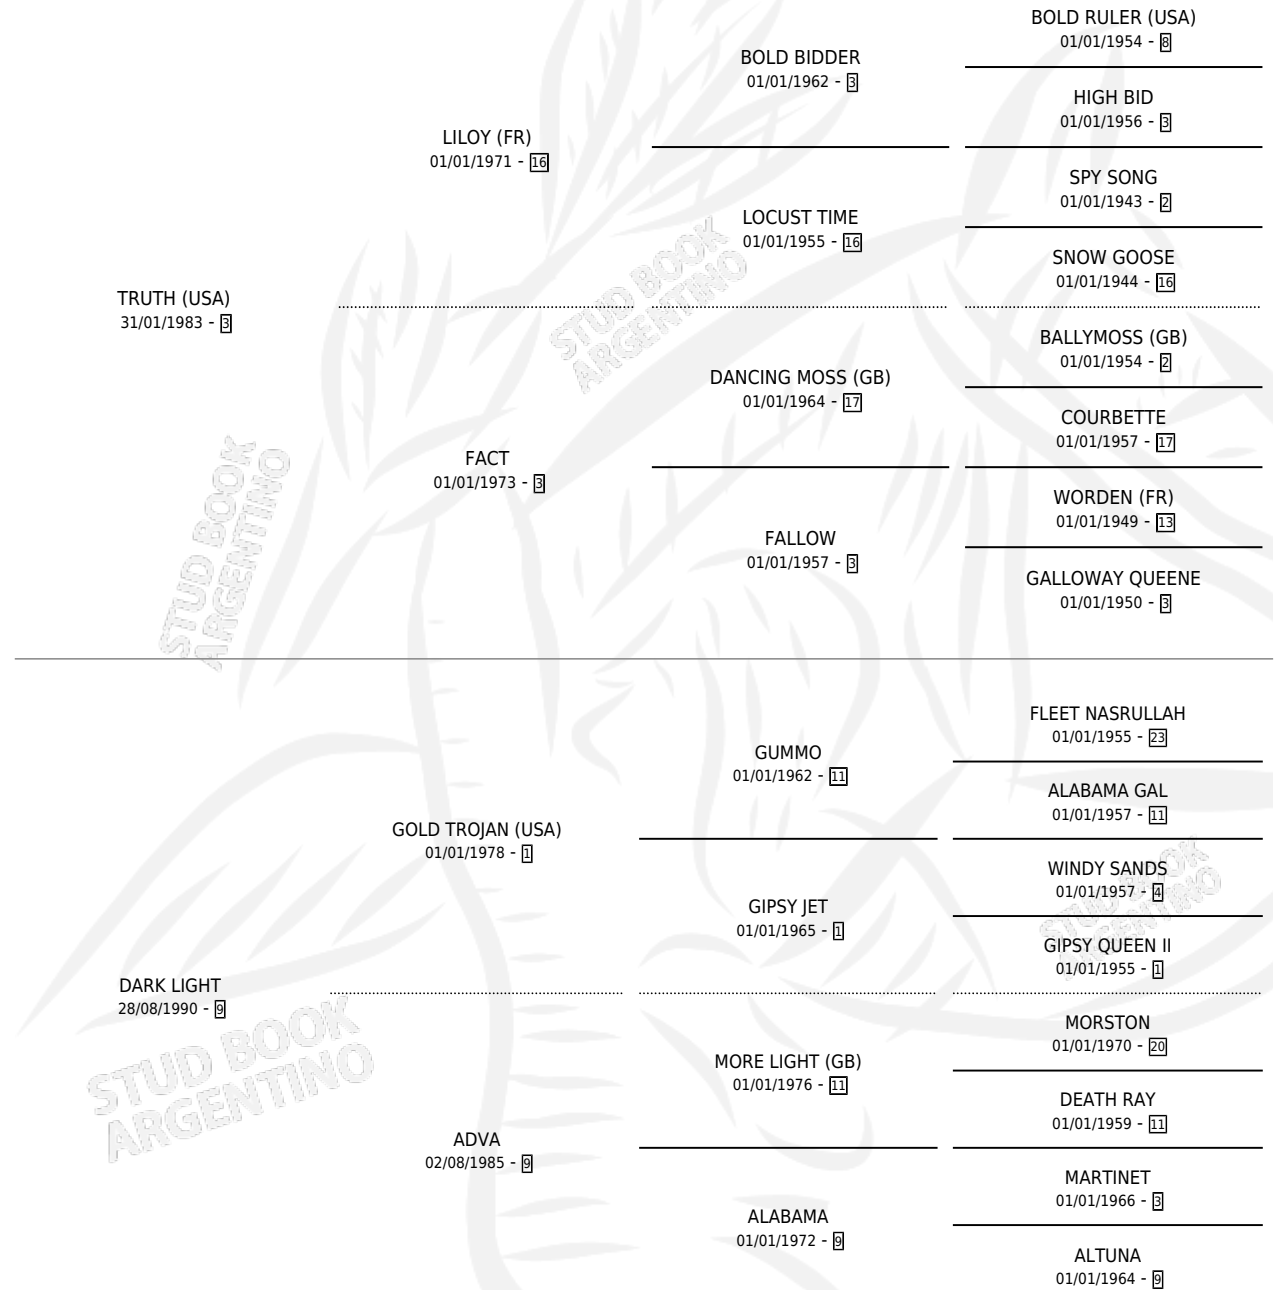 TRUTH (USA)
31/01/1983 - 3
LILOY (FR)
01/01/1971 - 16
FACT
01/01/1973 - 3
BOLD BIDDER
01/01/1962 - 3
LOCUST TIME
01/01/1955 - 16
DANCING MOSS (GB)
01/01/1964 - 17
FALLOW
01/01/1957 - 3
BOLD RULER (USA)
01/01/1954 - 8
HIGH BID
01/01/1956 - 3
SPY SONG
01/01/1943 - 2
SNOW GOOSE
01/01/1944 - 16
BALLYMOSS (GB)
01/01/1954 - 2
COURBETTE
01/01/1957 - 17
WORDEN (FR)
01/01/1949 - 13
GALLOWAY QUEENE
01/01/1950 - 3
DARK LIGHT
28/08/1990 - 9
GOLD TROJAN (USA)
01/01/1978 - 1
ADVA
02/08/1985 - 9
GUMMO
01/01/1962 - 11
GIPSY JET
01/01/1965 - 1
MORE LIGHT (GB)
01/01/1976 - 11
ALABAMA
01/01/1972 - 9
FLEET NASRULLAH
01/01/1955 - 23
ALABAMA GAL
01/01/1957 - 11
WINDY SANDS
01/01/1957 - 4
GIPSY QUEEN II
01/01/1955 - 1
MORSTON
01/01/1970 - 20
DEATH RAY
01/01/1959 - 11
MARTINET
01/01/1966 - 3
ALTUNA
01/01/1964 - 9
STUD BOOK
ARGENTINO
STUD BOOK
ARGENTINO
STUD BOOK
ARGENTINO
STUD BOOK
ARGENTINO